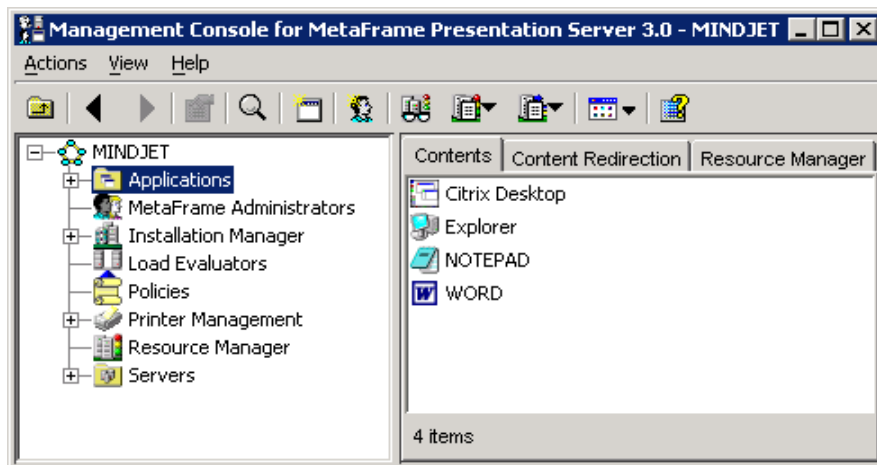 Management Console for MetaFrame Presentation Server 3.0 - MINDJET
Actions View Help
MINDJET
Applications
MetaFrame Administrators
Installation Manager
Load Evaluators
Policies
Printer Management
Resource Manager
Servers
Contents Content Redirection Resource Manager
Citrix Desktop
Explorer
NOTEPAD
WORD
4 items